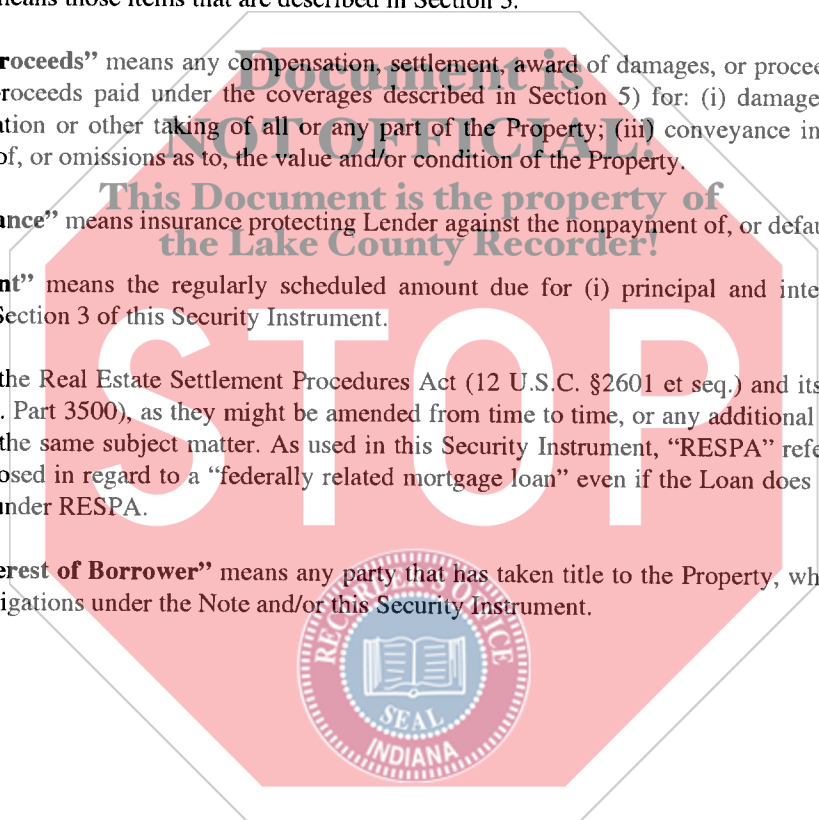 means those items that are described in Section 3.
roceeds” means any compensation, settlement, award of damages, or procee
roceeds paid under the coverages described in Section 5) for: (i) damage
ation or other taking of all or any part of the Property; (iii) conveyance in
of, or omissions as to, the value and/or condition of the Property.
ance” means insurance protecting Lender against the nonpayment of, or defau
nt” means the regularly scheduled amount due for (i) principal and inte
Section 3 of this Security Instrument.
the Real Estate Settlement Procedures Act (12 U.S.C. §2601 et seq.) and its
. Part 3500), as they might be amended from time to time, or any additional
the same subject matter. As used in this Security Instrument, “RESPA” refe
osed in regard to a “federally related mortgage loan” even if the Loan does
under RESPA.
erest of Borrower” means any party that has taken title to the Property, wh
igations under the Note and/or this Security Instrument.
Document is
NOT OFFICIAL!
This Document is the property of
the Lake County Recorder!
STOP
RECORDER'S OFFICE
SEAL
INDIANA